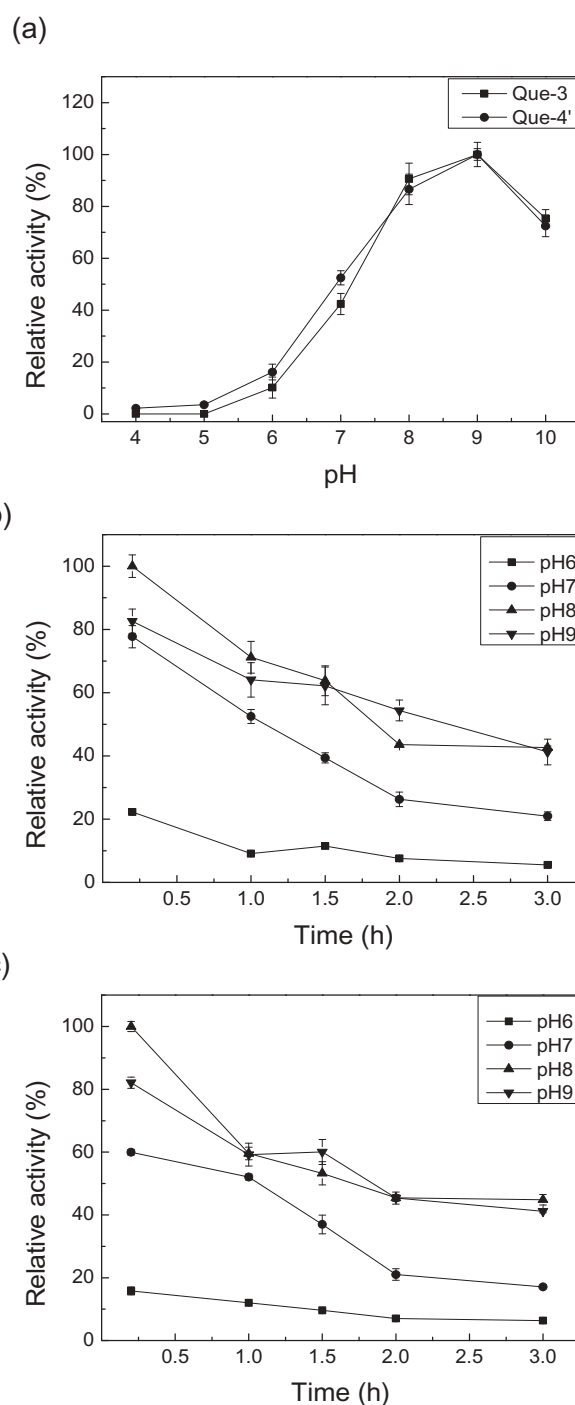 (a)
Que-3
Que-4'
120
100
80
60
40
20
0
Relative activity (%)
4 5 6 7 8 9 10
pH
)
pH6
pH7
pH8
pH9
100
80
60
40
20
0
Relative activity (%)
0.5 1.0 1.5 2.0 2.5 3.0
Time (h)
)
pH6
pH7
pH8
pH9
100
80
60
40
20
0
Relative activity (%)
0.5 1.0 1.5 2.0 2.5 3.0
Time (h)